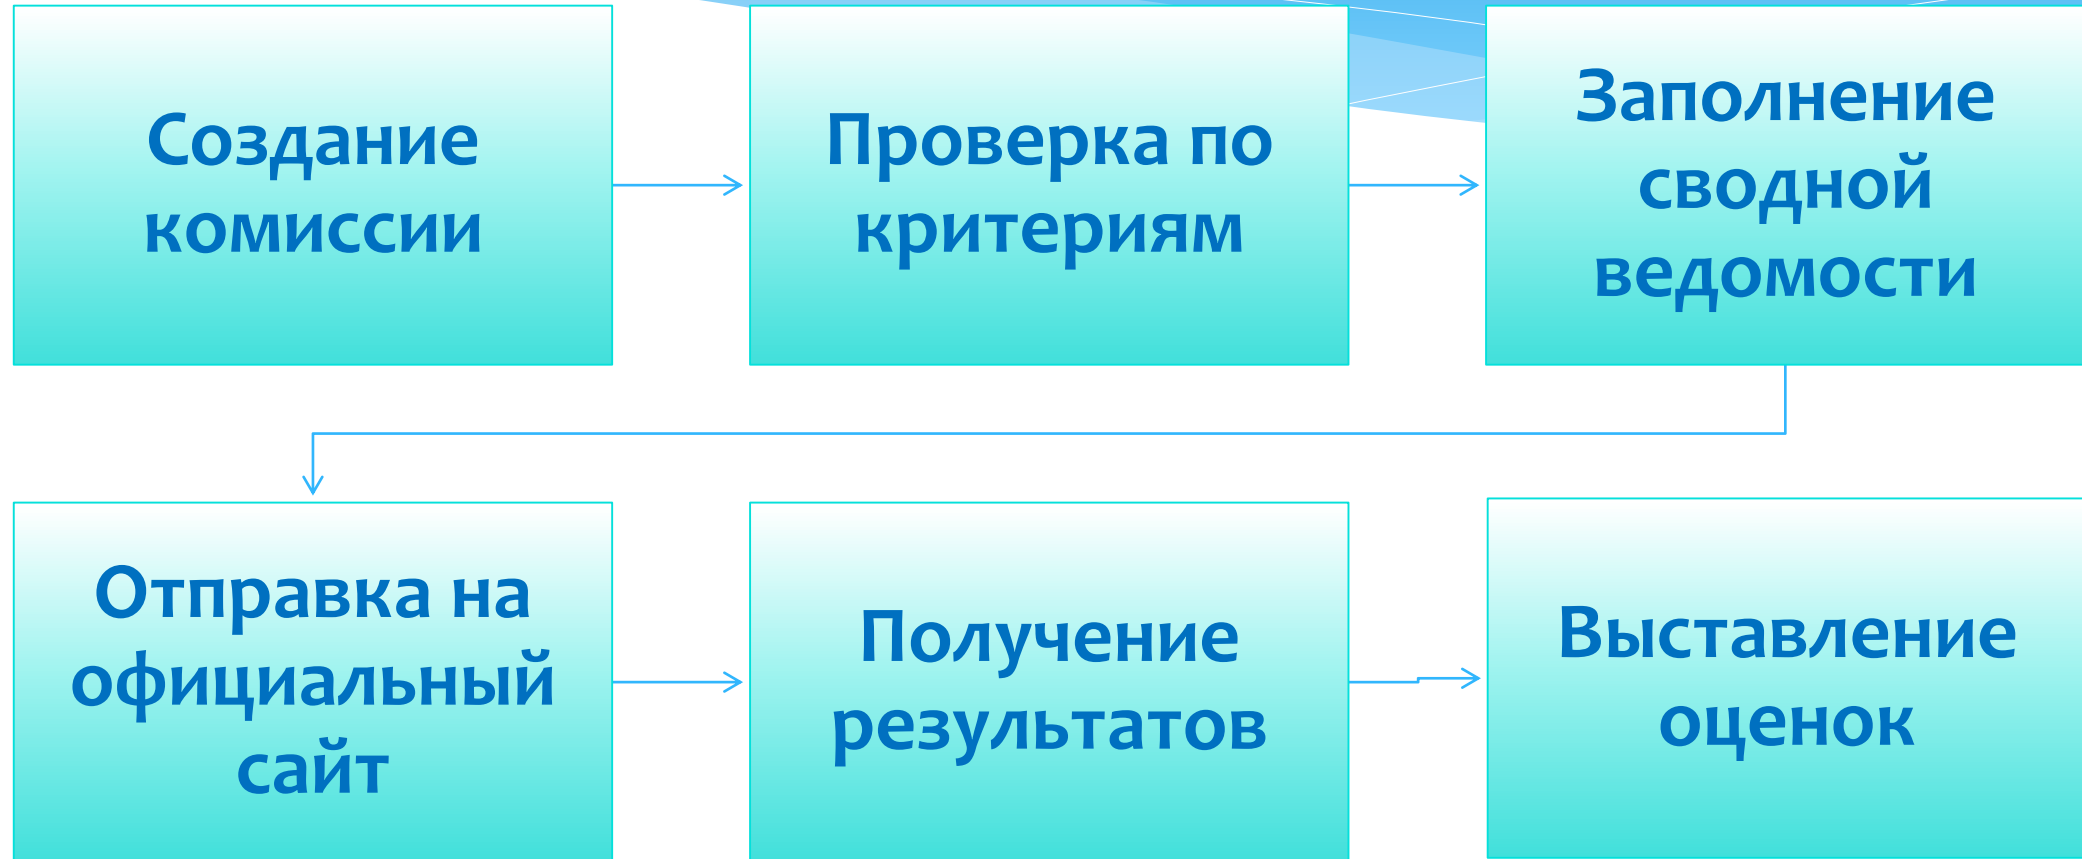 Создание
комиссии
Проверка по
критериям
Заполнение
сводной
ведомости
Отправка на
официальный
сайт
Получение
результатов
Выставление
оценок